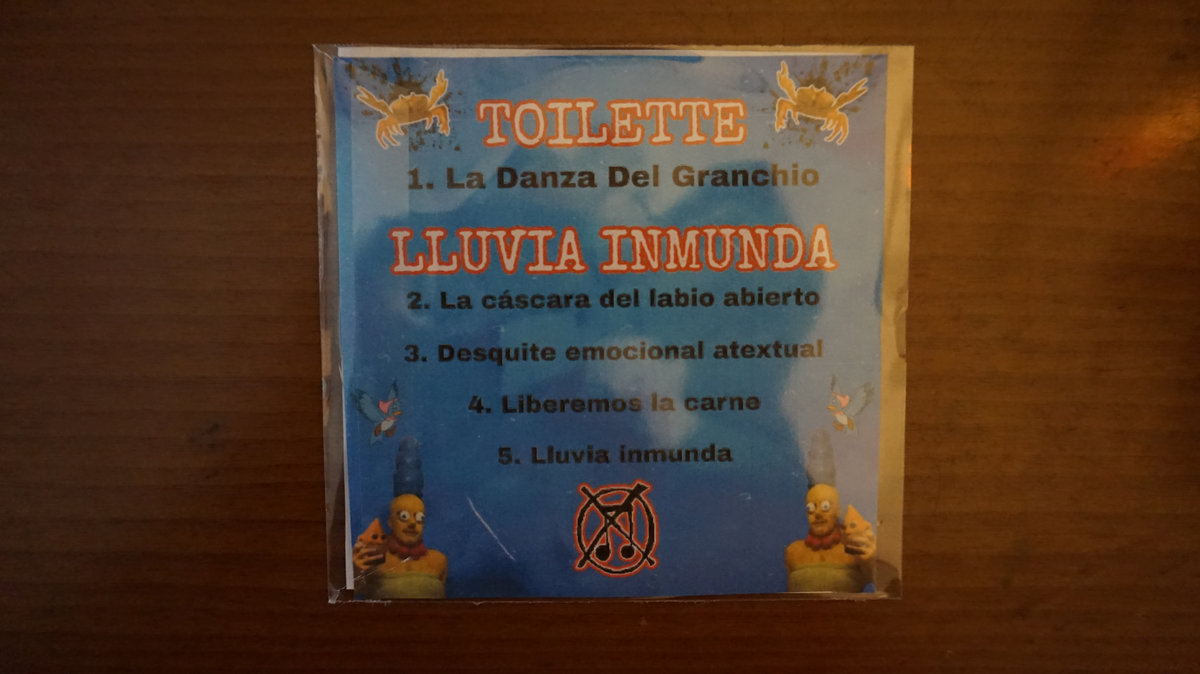 TOILETTE
1. La Danza Del Granchio
LLUVIA INMUNDA
2. La cáscara del labio abierto
3. Desquite emocional atextual
4. Liberemos la carne
5. Lluvia inmunda